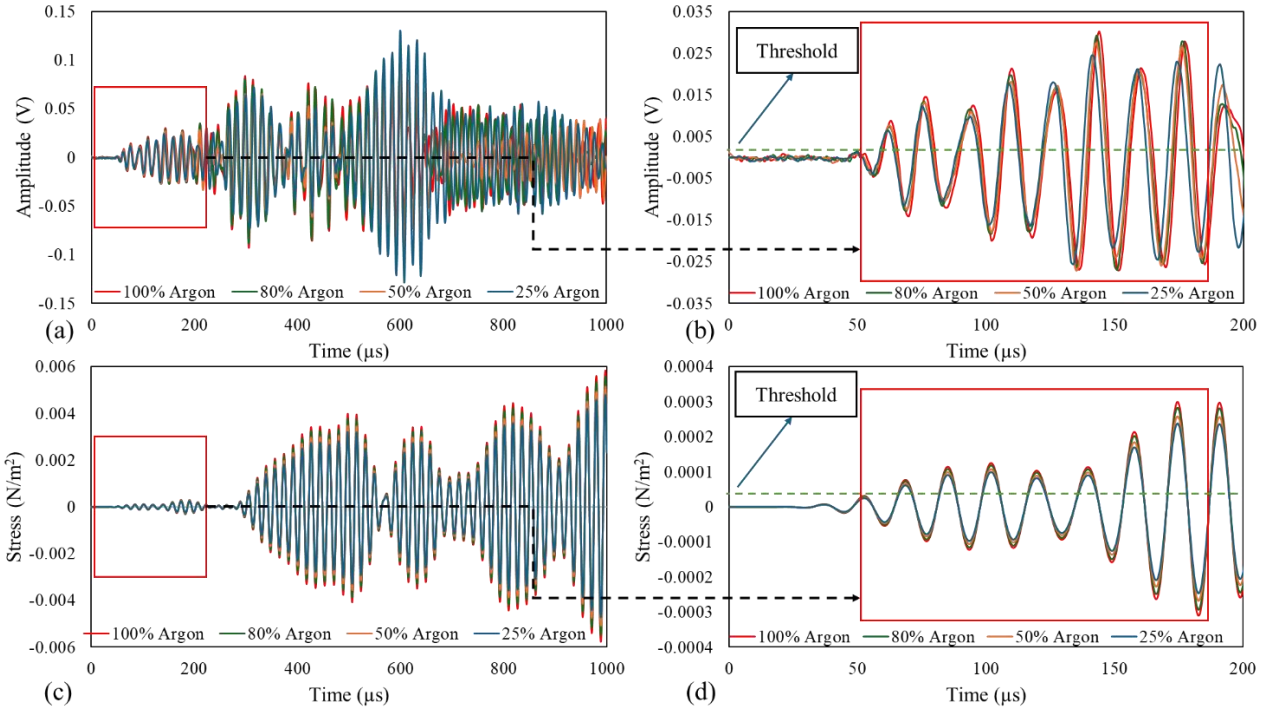 0.15
0.1
0.05
0
-0.05
-0.1
-0.15
Amplitude (V)
100% Argon 80% Argon 50% Argon 25% Argon
0 200 400 600 800 1000
(a)
Time (µs)
0.035
0.025
0.015
0.005
-0.005
-0.015
-0.025
-0.035
Amplitude (V)
Threshold
100% Argon 80% Argon 50% Argon 25% Argon
0 50 100 150 200
(b)
Time (µs)
0.006
0.004
0.002
0
-0.002
-0.004
-0.006
Stress (N/m²)
100% Argon 80% Argon 50% Argon 25% Argon
0 200 400 600 800 1000
(c)
Time (µs)
0.0004
0.0003
0.0002
0.0001
0
-0.0001
-0.0002
-0.0003
-0.0004
Stress (N/m²)
Threshold
100% Argon 80% Argon 50% Argon 25% Argon
0 50 100 150 200
(d)
Time (µs)